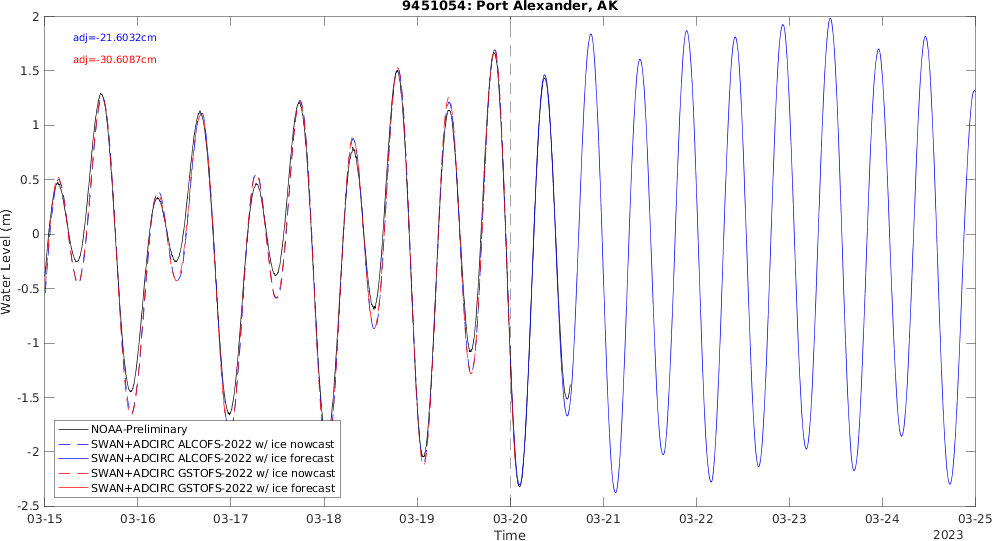 9451054: Port Alexander, AK
adj=-21.6032cm
adj=-30.6087cm
Water Level (m)
2
1.5
1
0.5
0
-0.5
-1
-1.5
-2
-2.5
NOAA-Preliminary
SWAN+ADCIRC ALCOFS-2022 w/ ice nowcast
SWAN+ADCIRC ALCOFS-2022 w/ ice forecast
SWAN+ADCIRC GSTOFS-2022 w/ ice nowcast
SWAN+ADCIRC GSTOFS-2022 w/ ice forecast
03-15 03-16 03-17 03-18 03-19 03-20 03-21 03-22 03-23 03-24 03-25
Time
2023